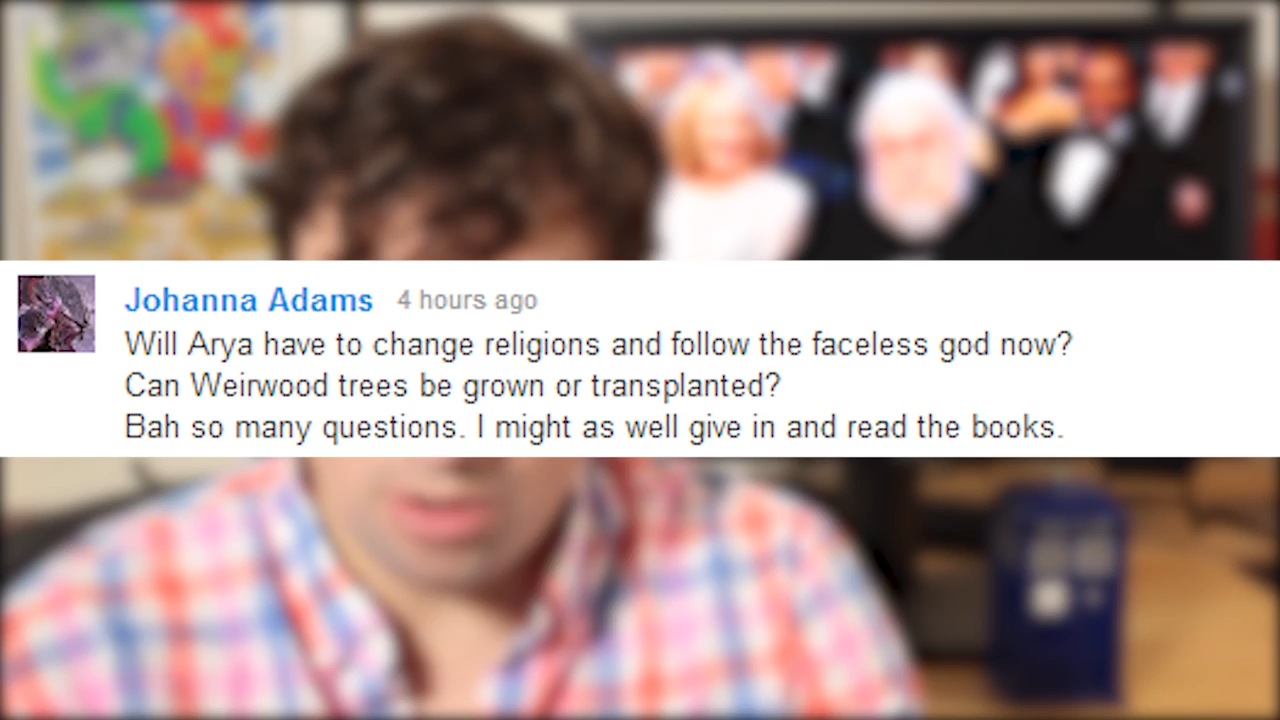 Johanna Adams 4 hours ago
Will Arya have to change religions and follow the faceless god now?
Can Weirwood trees be grown or transplanted?
Bah so many questions. I might as well give in and read the books.